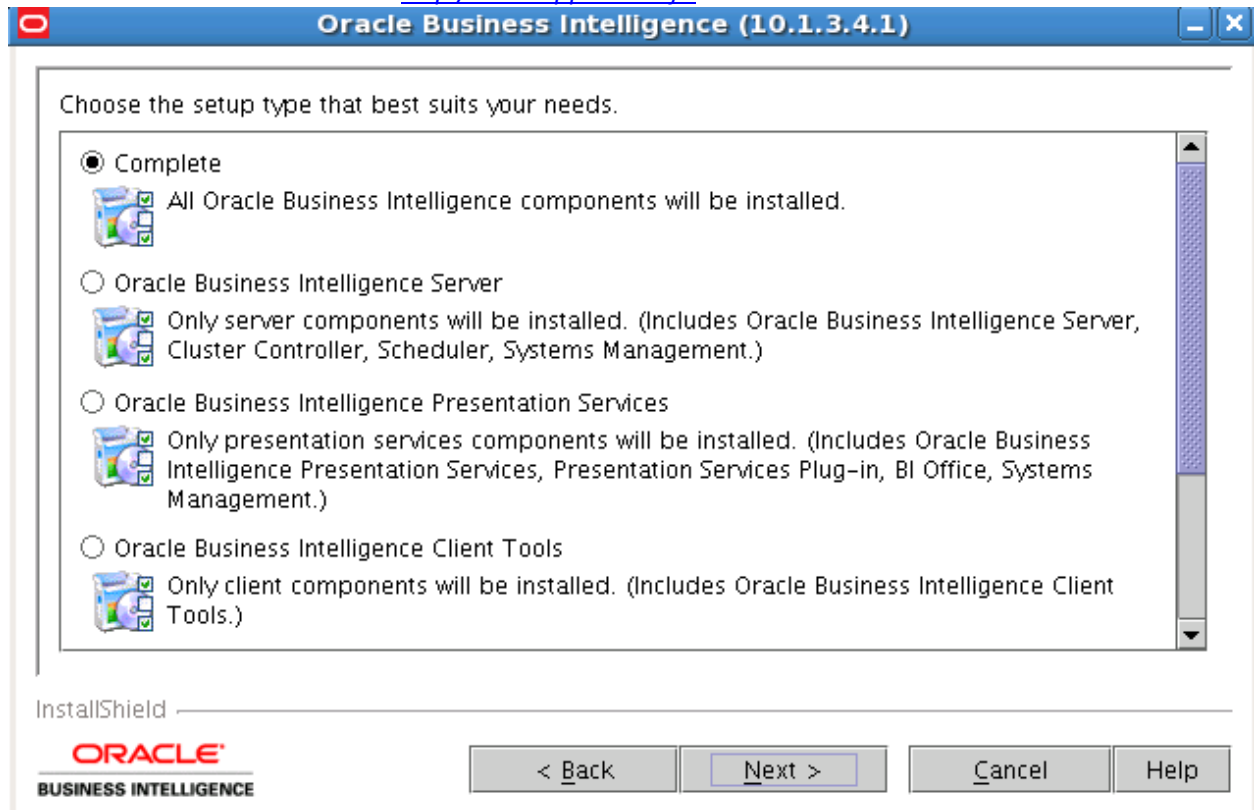 Oracle Business Intelligence (10.1.3.4.1)
Choose the setup type that best suits your needs.
Complete
All Oracle Business Intelligence components will be installed.
Oracle Business Intelligence Server
Only server components will be installed. (Includes Oracle Business Intelligence Server,
Cluster Controller, Scheduler, Systems Management.)
Oracle Business Intelligence Presentation Services
Only presentation services components will be installed. (Includes Oracle Business
Intelligence Presentation Services, Presentation Services Plug-in, BI Office, Systems
Management.)
Oracle Business Intelligence Client Tools
Only client components will be installed. (Includes Oracle Business Intelligence Client
Tools.)
InstallShield
ORACLE
BUSINESS INTELLIGENCE
< Back
Next >
Cancel
Help